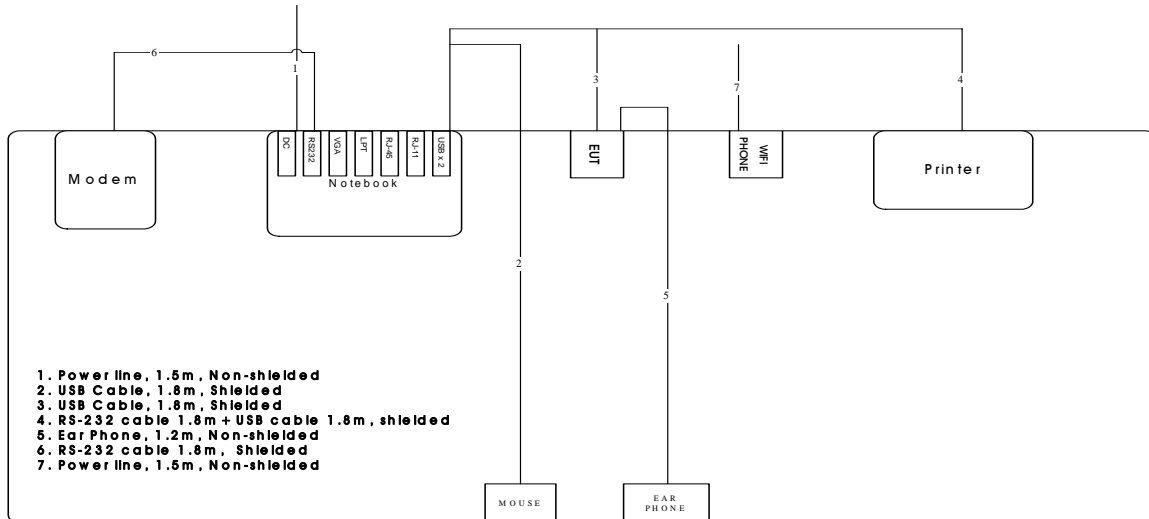 6
1
3
7
4
DC
RS232
VGA
LPT
RJ-45
RJ-11
USB x 2
Notebook
Modem
EUT
WIFI
PHONE
Printer
2
5
1. Power line, 1.5m, Non-shielded
2. USB Cable, 1.8m, Shielded
3. USB Cable, 1.8m, Shielded
4. RS-232 cable 1.8m + USB cable 1.8m, shielded
5. Ear Phone, 1.2m, Non-shielded
6. RS-232 cable 1.8m, Shielded
7. Power line, 1.5m, Non-shielded
MOUSE
EAR
PHONE